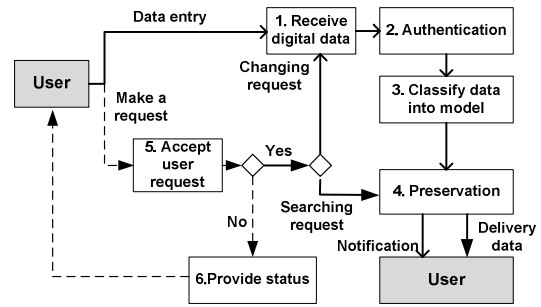 Data entry
1. Receive
digital data
2. Authentication
User
Changing
request
3. Classify data
into model
Make a
request
5. Accept
user
request
Yes
4. Preservation
Searching
request
No
Notification
Delivery
data
6.Provide status
User